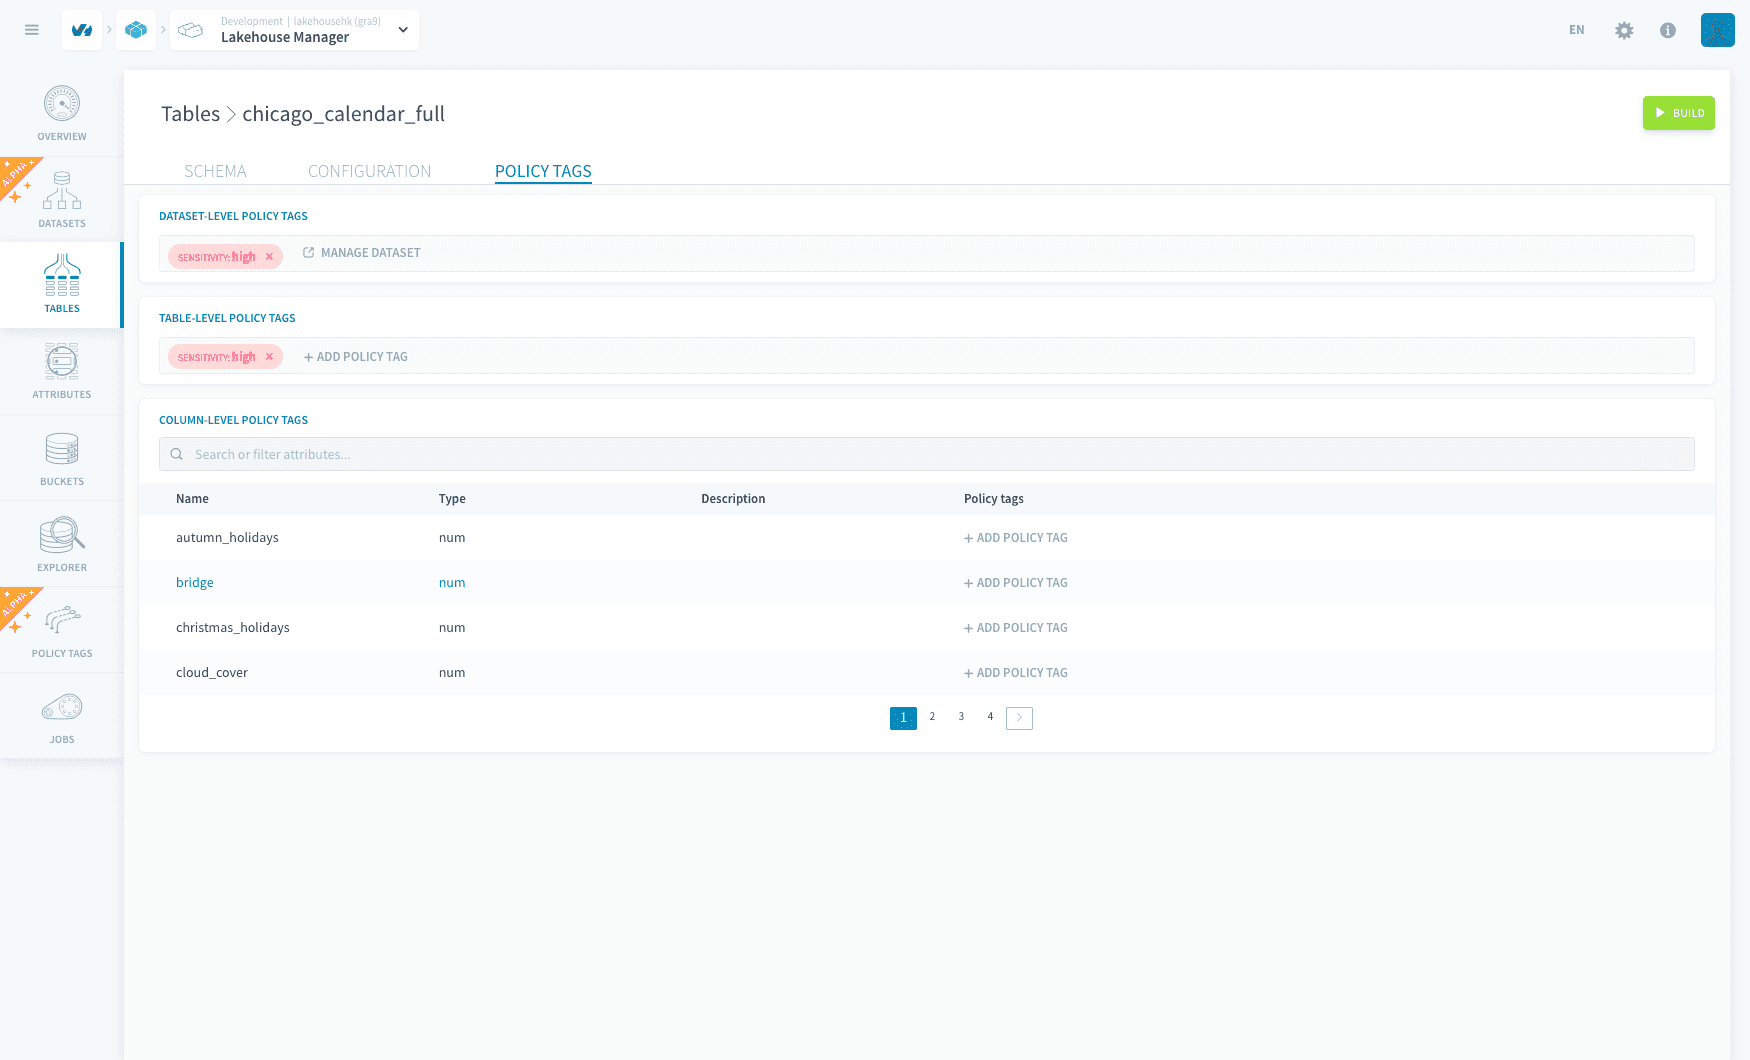 Development | lakehousehk (gra9)
Lakehouse Manager
EN
OVERVIEW
ALPHA
DATASETS
TABLES
ATTRIBUTES
BUCKETS
EXPLORER
ALPHA
POLICY TAGS
JOBS
Tables > chicago_calendar_full
BUILD
SCHEMA CONFIGURATION POLICY TAGS
DATASET-LEVEL POLICY TAGS
SENSITIVITY: high × MANAGE DATASET
TABLE-LEVEL POLICY TAGS
SENSITIVITY: high × + ADD POLICY TAG
COLUMN-LEVEL POLICY TAGS
Search or filter attributes...
Name Type Description Policy tags
autumn_holidays num + ADD POLICY TAG
bridge num + ADD POLICY TAG
christmas_holidays num + ADD POLICY TAG
cloud_cover num + ADD POLICY TAG
1 2 3 4 >